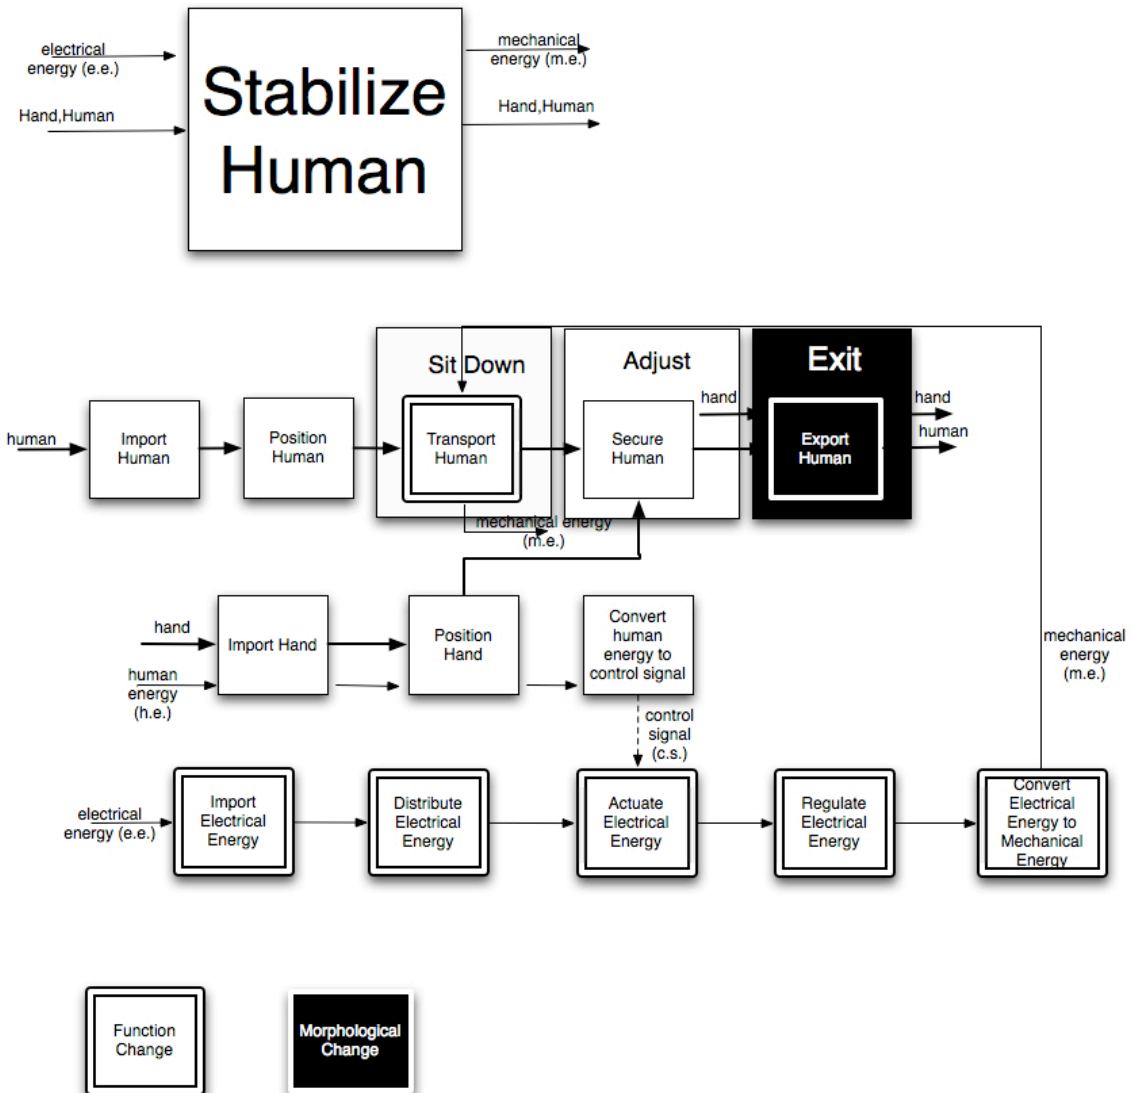 electrical
energy (e.e.)
Hand,Human
Stabilize
Human
mechanical
energy (m.e.)
Hand,Human
Sit Down
Adjust
Exit
human
Import
Human
Position
Human
Transport
Human
Secure
Human
hand
Export
Human
hand
human
mechanical energy
(m.e.)
hand
human
energy
(h.e.)
Import Hand
Position
Hand
Convert
human
energy to
control signal
control
signal
(c.s.)
mechanical
energy
(m.e.)
electrical
energy (e.e.)
Import
Electrical
Energy
Distribute
Electrical
Energy
Actuate
Electrical
Energy
Regulate
Electrical
Energy
Convert
Electrical
Energy to
Mechanical
Energy
Function
Change
Morphological
Change